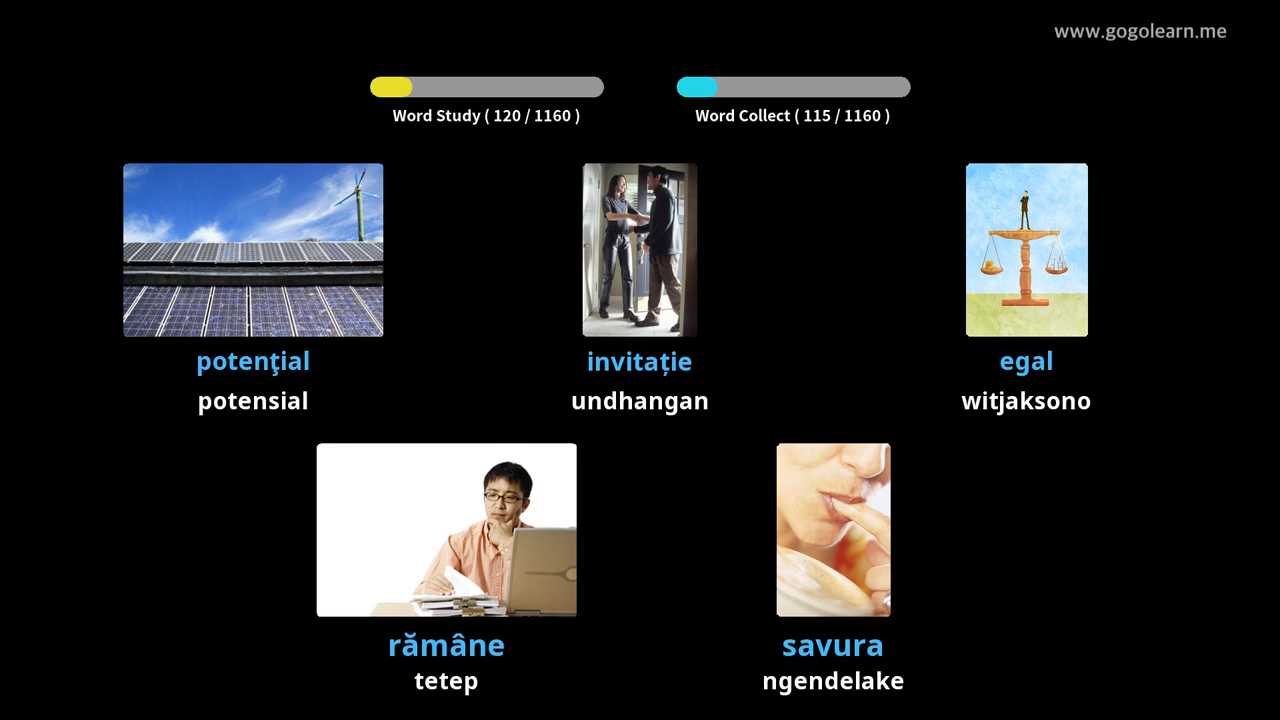 www.gogolearn.me
Word Study ( 120 / 1160 )
Word Collect ( 115 / 1160 )
potenţial
potensial
invitație
undhangan
egal
witjaksono
rămâne
tetep
savura
ngendelake